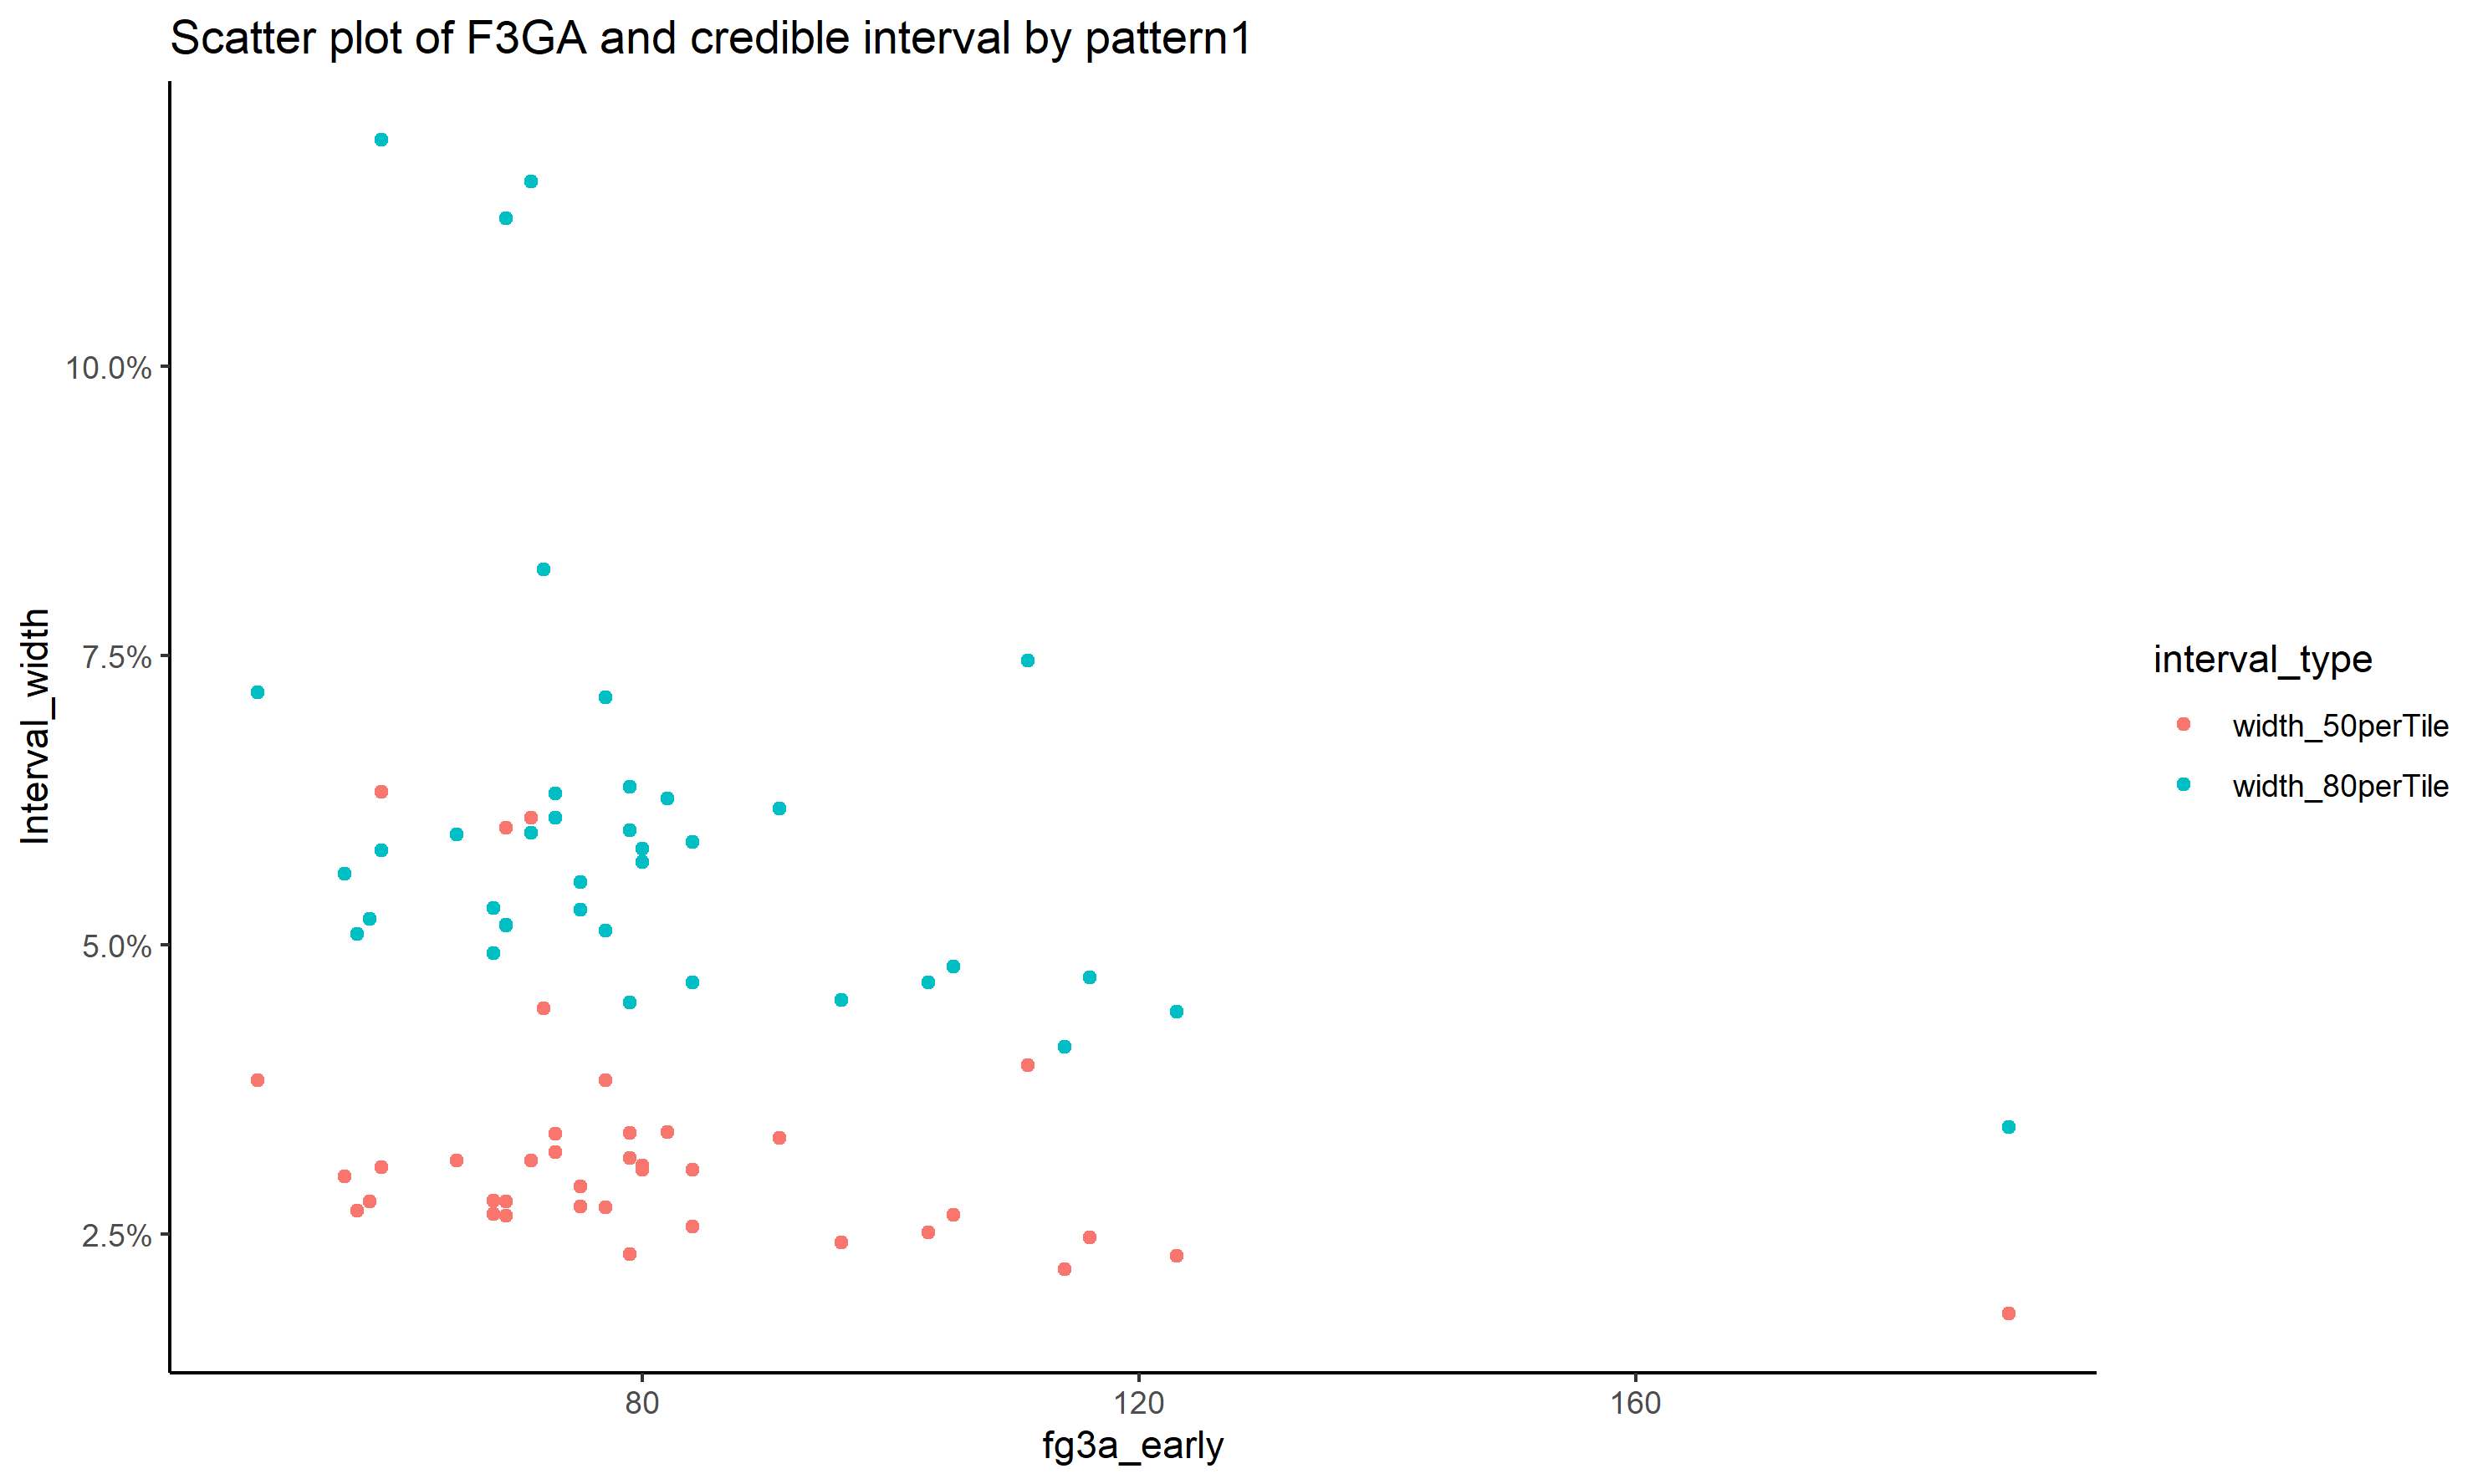 Scatter plot of F3GA and credible interval by pattern1
Interval_width
10.0%
7.5%
5.0%
2.5%
80
120
160
fg3a_early
interval_type
width_50perTile
width_80perTile